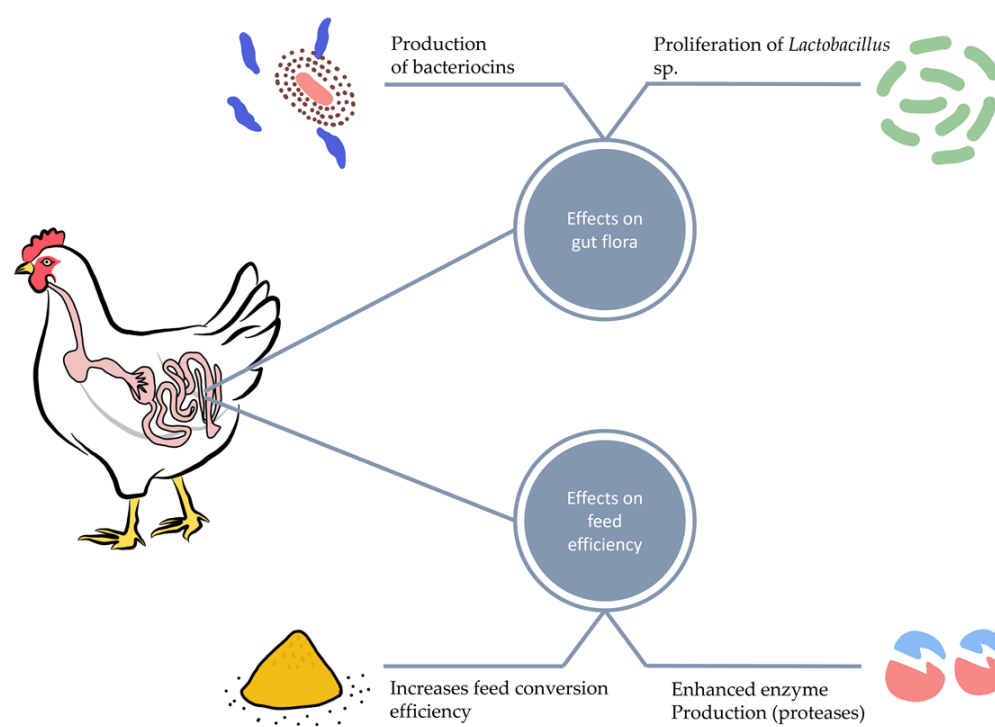 Production
of bacteriocins
Proliferation of Lactobacillus
sp.
Effects on
gut flora
Effects on
feed
efficiency
Increases feed conversion
efficiency
Enhanced enzyme
Production (proteases)